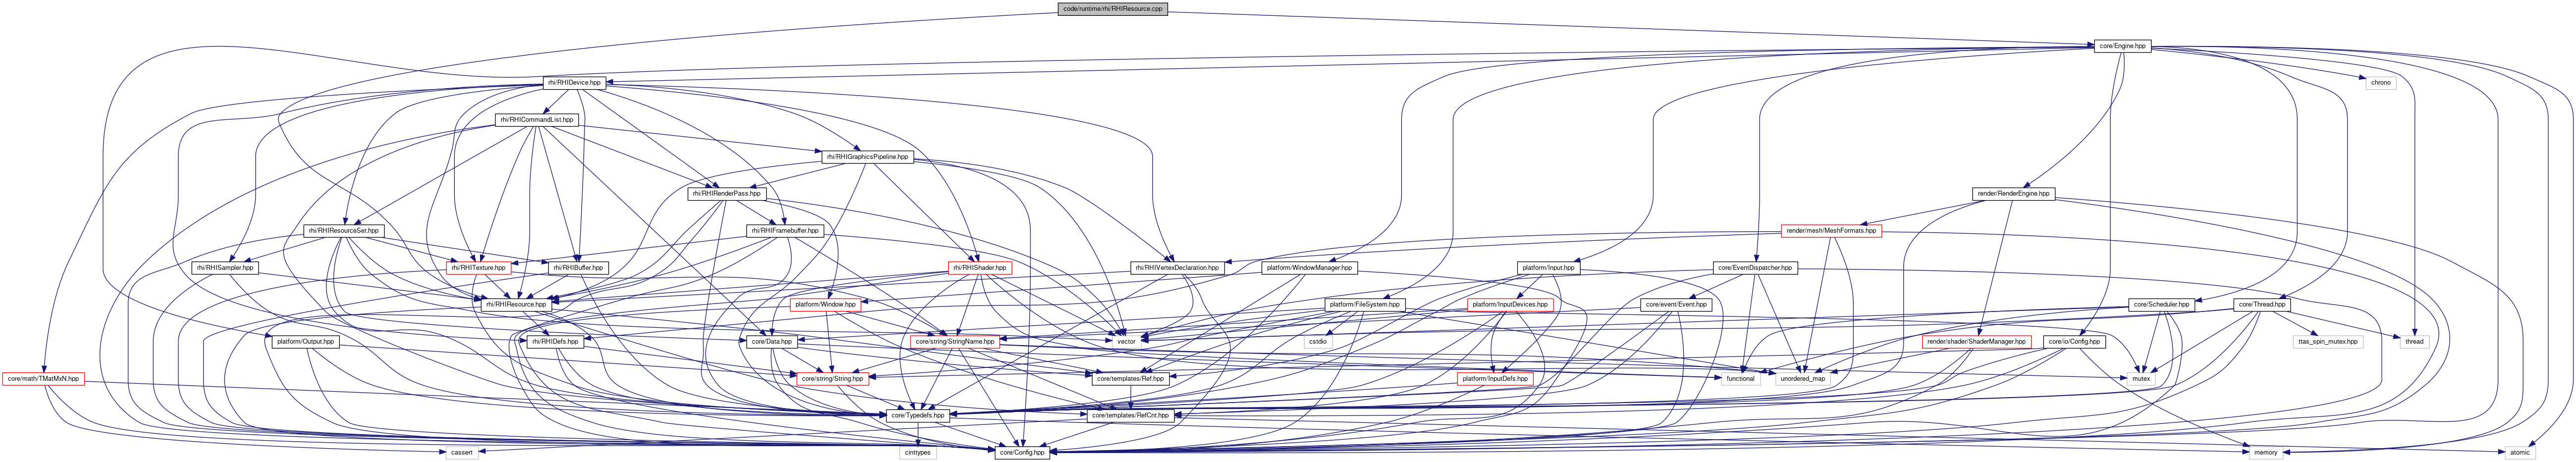 code/runtime/rhi/RHIResource.cpp
core/Engine.hpp
rhi/RHIDevice.hpp
chrono
rhi/RHICommandList.hpp
rhi/RHIGraphicsPipeline.hpp
rhi/RHIRenderPass.hpp
render/RenderEngine.hpp
rhi/RHIResourceSet.hpp
rhi/RHIFramebuffer.hpp
render/mesh/MeshFormats.hpp
rhi/RHISampler.hpp
rhi/RHITexture.hpp
rhi/RHIBuffer.hpp
rhi/RHIShader.hpp
rhi/RHIVertexDeclaration.hpp
platform/WindowManager.hpp
platform/Input.hpp
core/EventDispatcher.hpp
rhi/RHIResource.hpp
platform/Window.hpp
platform/FileSystem.hpp
platform/InputDevices.hpp
core/event/Event.hpp
core/Scheduler.hpp
core/Thread.hpp
platform/Output.hpp
rhi/RHIDefs.hpp
core/Data.hpp
core/string/StringName.hpp
vector
cstdio
render/shader/ShaderManager.hpp
core/io/Config.hpp
ttas_spin_mutex.hpp
thread
core/math/TMatMxN.hpp
core/string/String.hpp
core/templates/Ref.hpp
platform/InputDefs.hpp
functional
unordered_map
mutex
core/Typedefs.hpp
core/templates/RefCnt.hpp
cassert
cinttypes
core/Config.hpp
memory
atomic